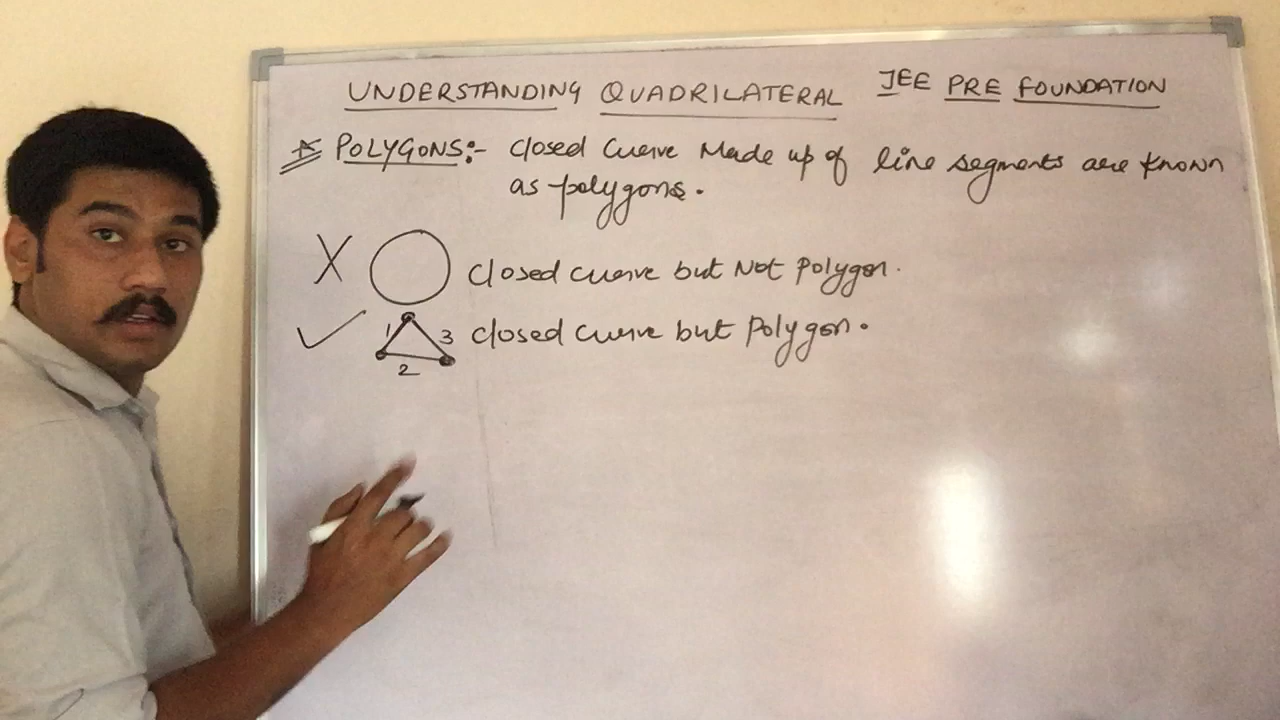 UNDERSTANDING QUADRILATERAL JEE PRE FOUNDATION
POLYGONS:- closed curve Made up of line segments are known
as polygons.
X closed curve but Not Polygon.
1 3 closed curve but Polygon.
2